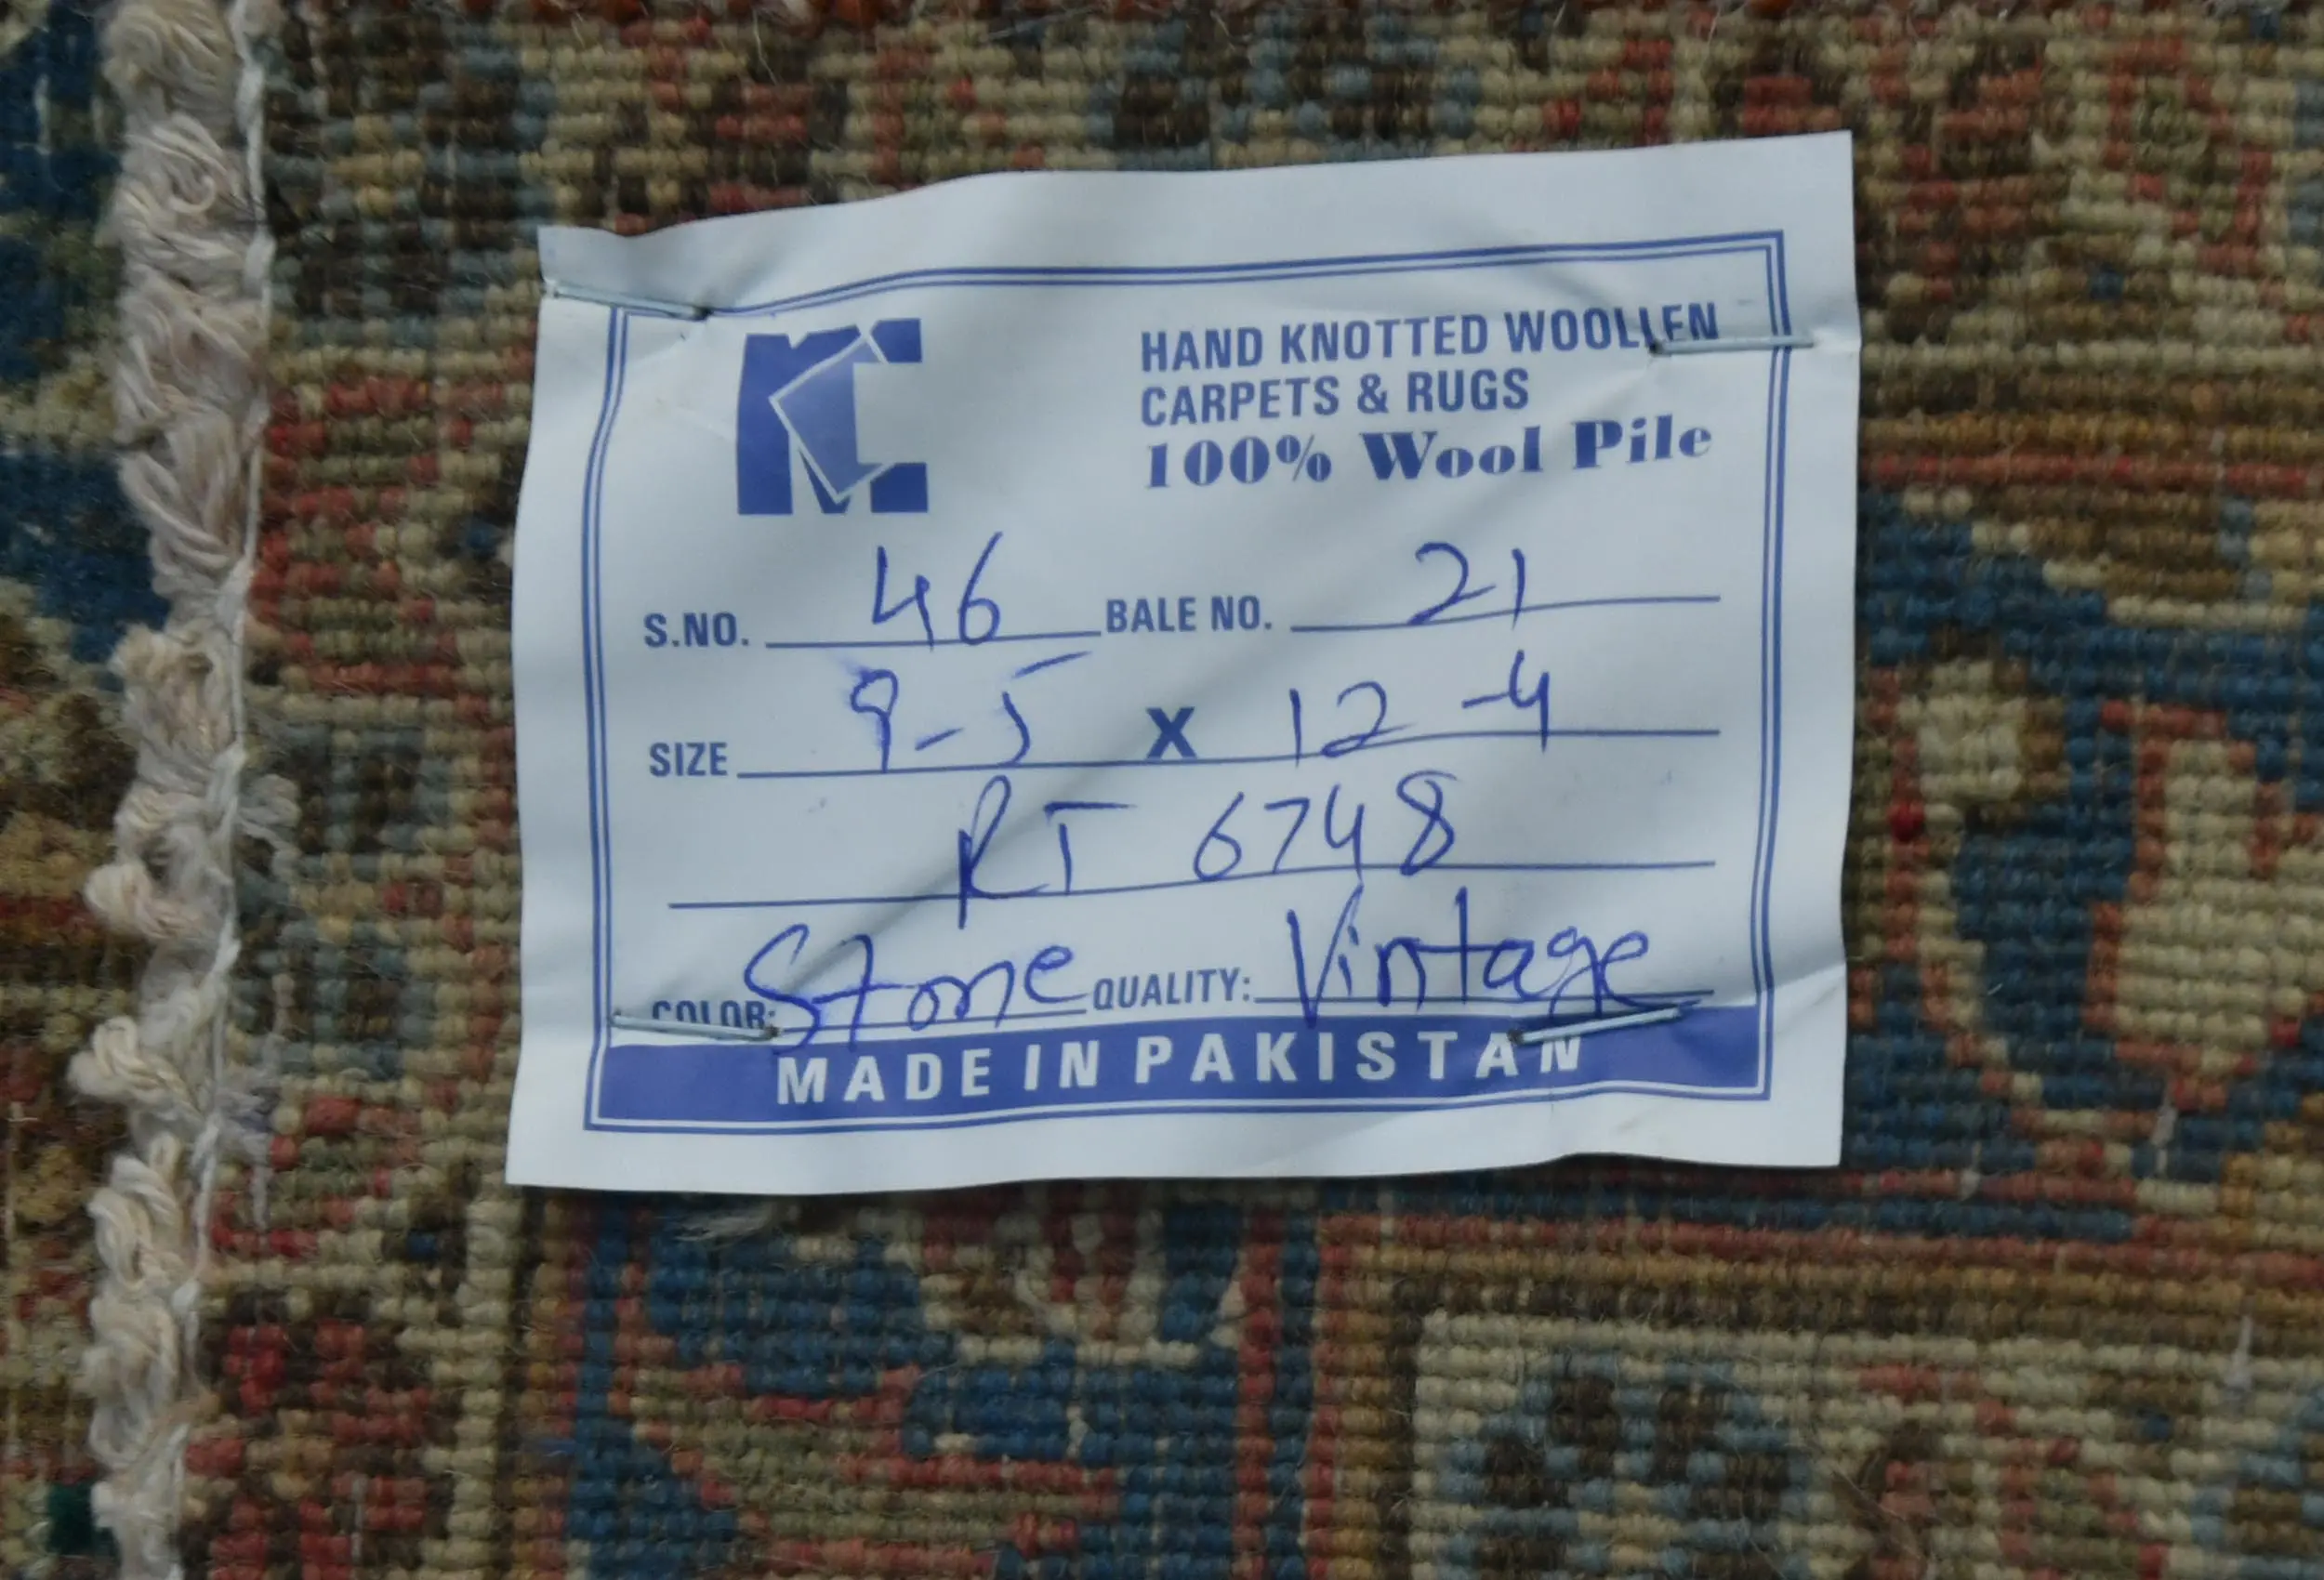 MC
HAND KNOTTED WOOLLEN
CARPETS & RUGS
100% Wool Pile
S.NO. 46 BALE NO. 21
SIZE 9-5 X 12-4
RT 6748
COLOR: Stone QUALITY: Vintage
MADE IN PAKISTAN